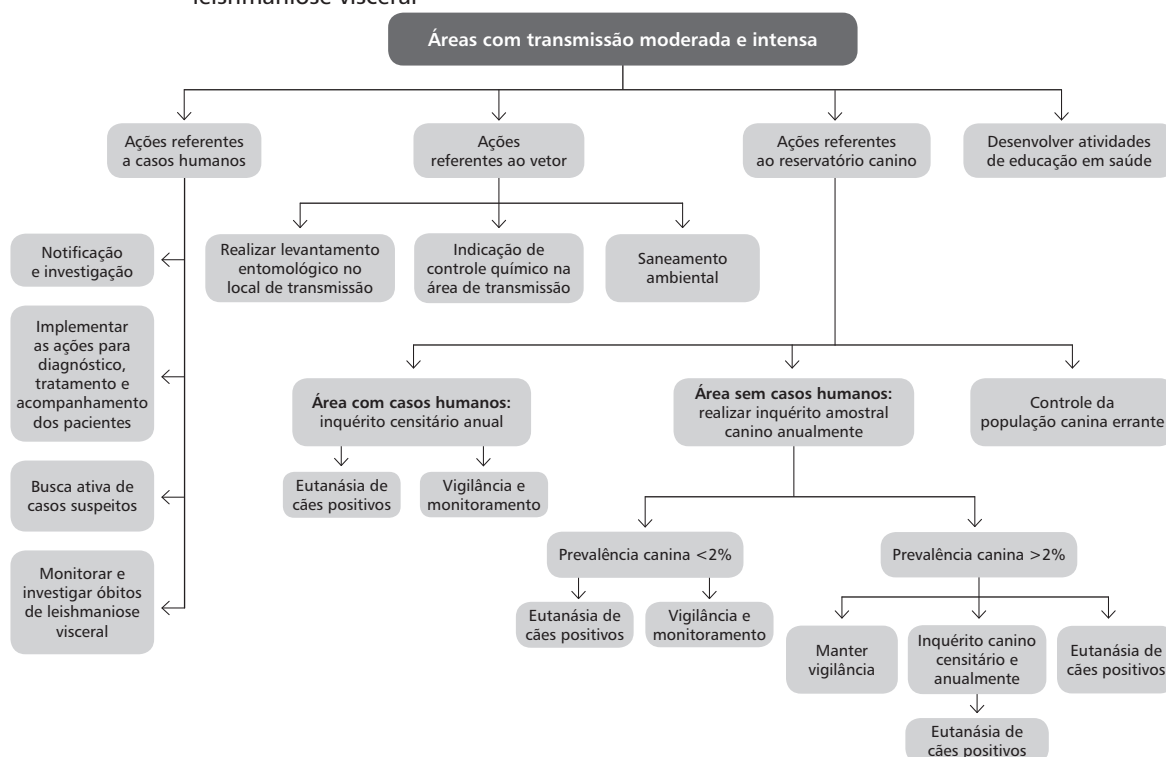 leishmaniose visceral
Áreas com transmissão moderada e intensa
Ações referentes
a casos humanos
Ações
referentes ao vetor
Ações referentes
ao reservatório canino
Desenvolver atividades
de educação em saúde
Notificação
e investigação
Implementar
as ações para
diagnóstico,
tratamento e
acompanhamento
dos pacientes
Busca ativa de
casos suspeitos
Monitorar e
investigar óbitos
de leishmaniose
visceral
Realizar levantamento
entomológico no
local de transmissão
Indicação de
controle químico na
área de transmissão
Saneamento
ambiental
Área com casos humanos:
inquérito censitário anual
Eutanásia de
cães positivos
Vigilância e
monitoramento
Área sem casos humanos:
realizar inquérito amostral
canino anualmente
Controle da
população canina errante
Prevalência canina <2%
Eutanásia de
cães positivos
Vigilância e
monitoramento
Prevalência canina >2%
Manter
vigilância
Inquérito canino
censitário e
anualmente
Eutanásia de
cães positivos
Eutanásia de
cães positivos